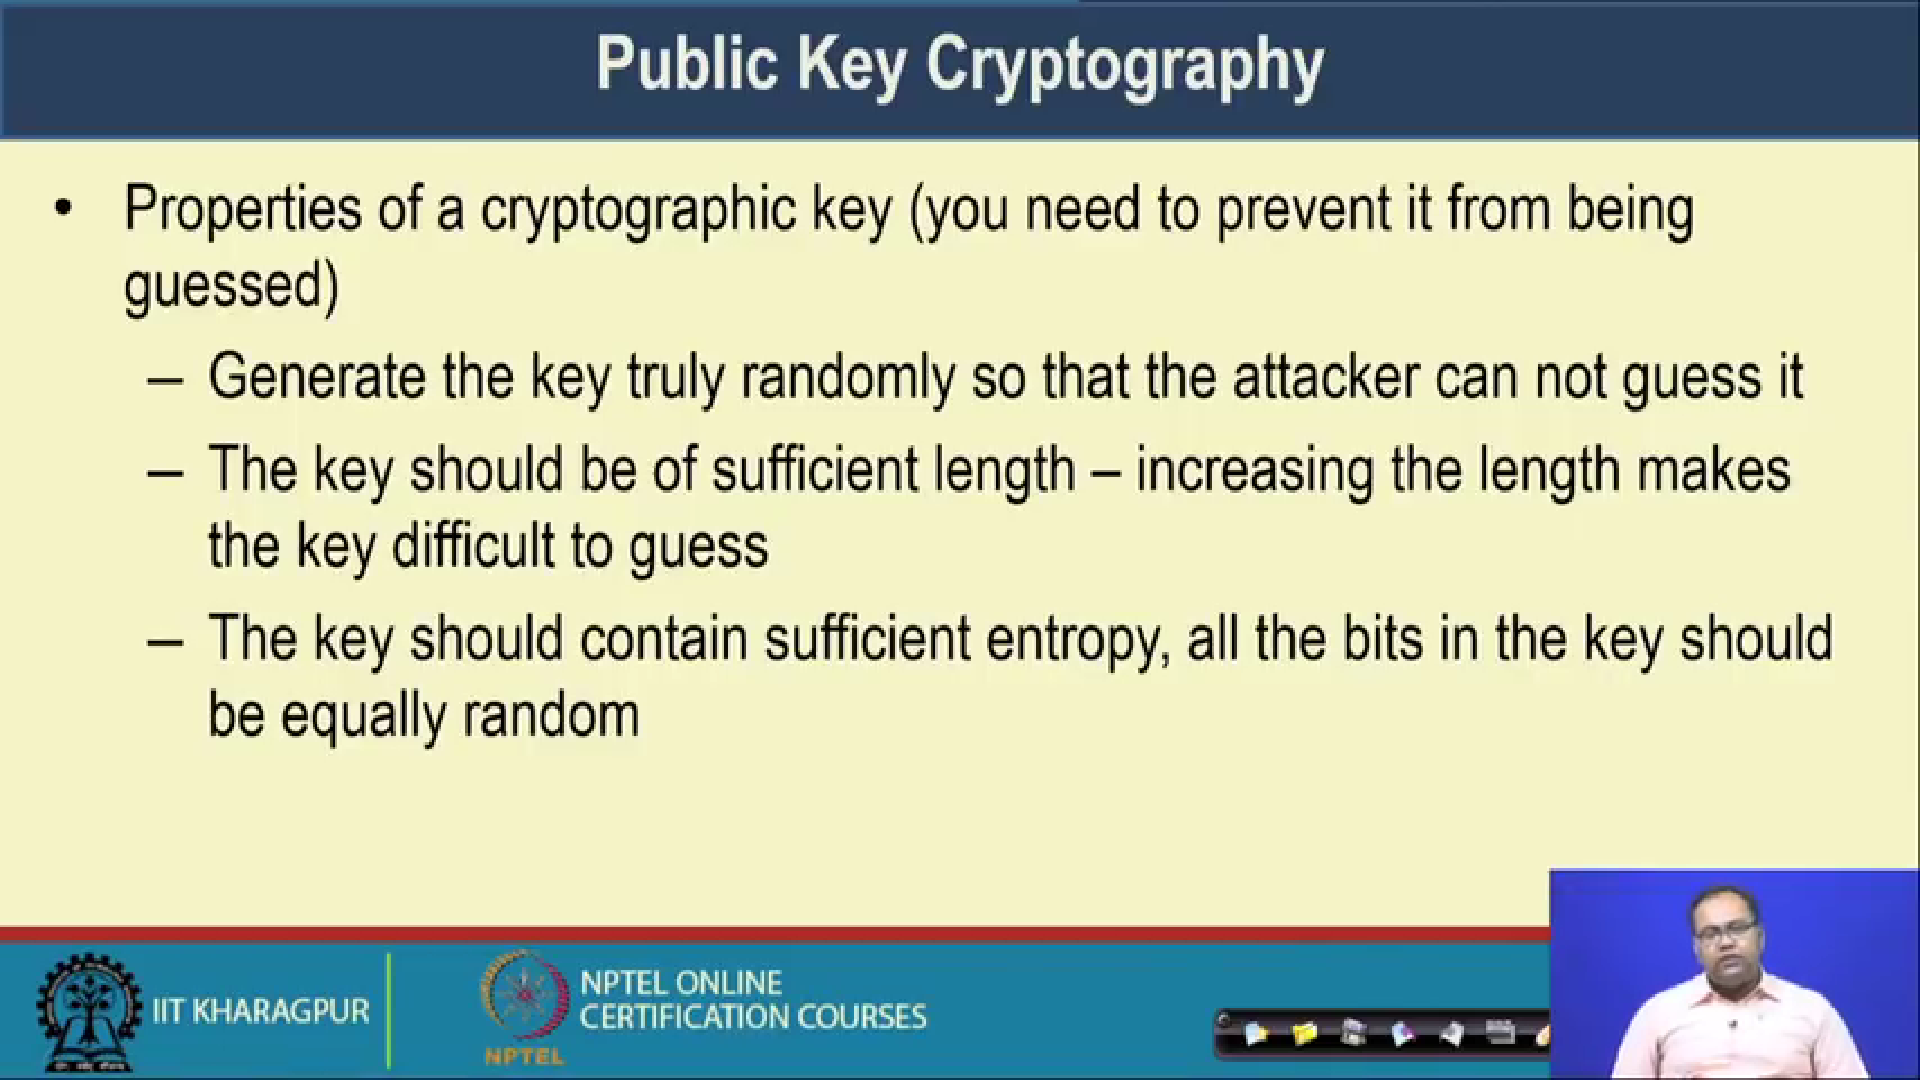 Public Key Cryptography
• Properties of a cryptographic key (you need to prevent it from being
guessed)
– Generate the key truly randomly so that the attacker can not guess it
– The key should be of sufficient length – increasing the length makes
the key difficult to guess
– The key should contain sufficient entropy, all the bits in the key should
be equally random
IIT KHARAGPUR
NPTEL
NPTEL ONLINE
CERTIFICATION COURSES